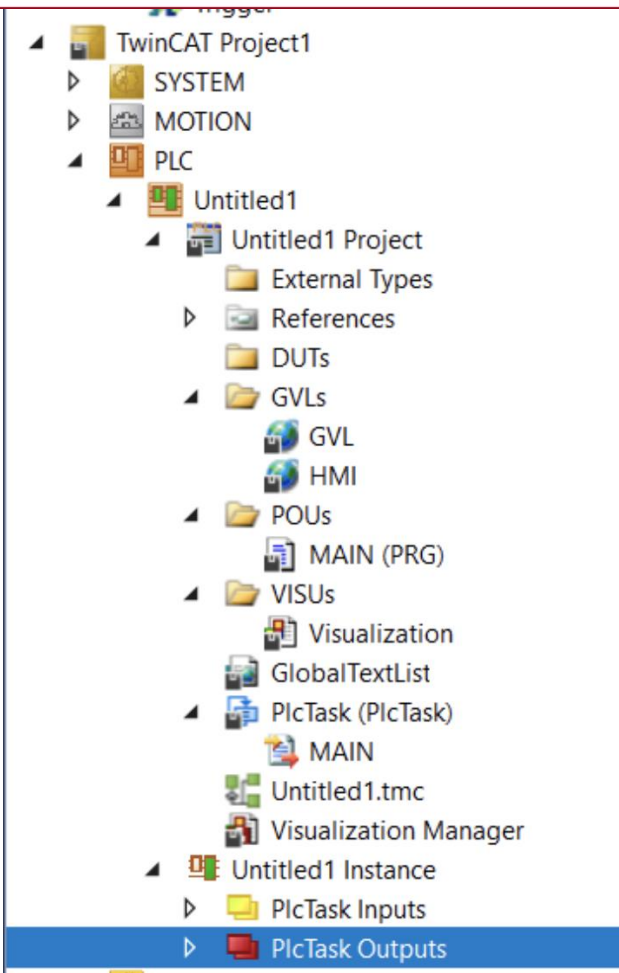 Trigger
TwinCAT Project1
SYSTEM
MOTION
PLC
Untitled1
Untitled1 Project
External Types
References
DUTs
GVLs
GVL
HMI
POUs
MAIN (PRG)
VISUs
Visualization
GlobalTextList
PlcTask (PlcTask)
MAIN
Untitled1.tmc
Visualization Manager
Untitled1 Instance
PlcTask Inputs
PlcTask Outputs